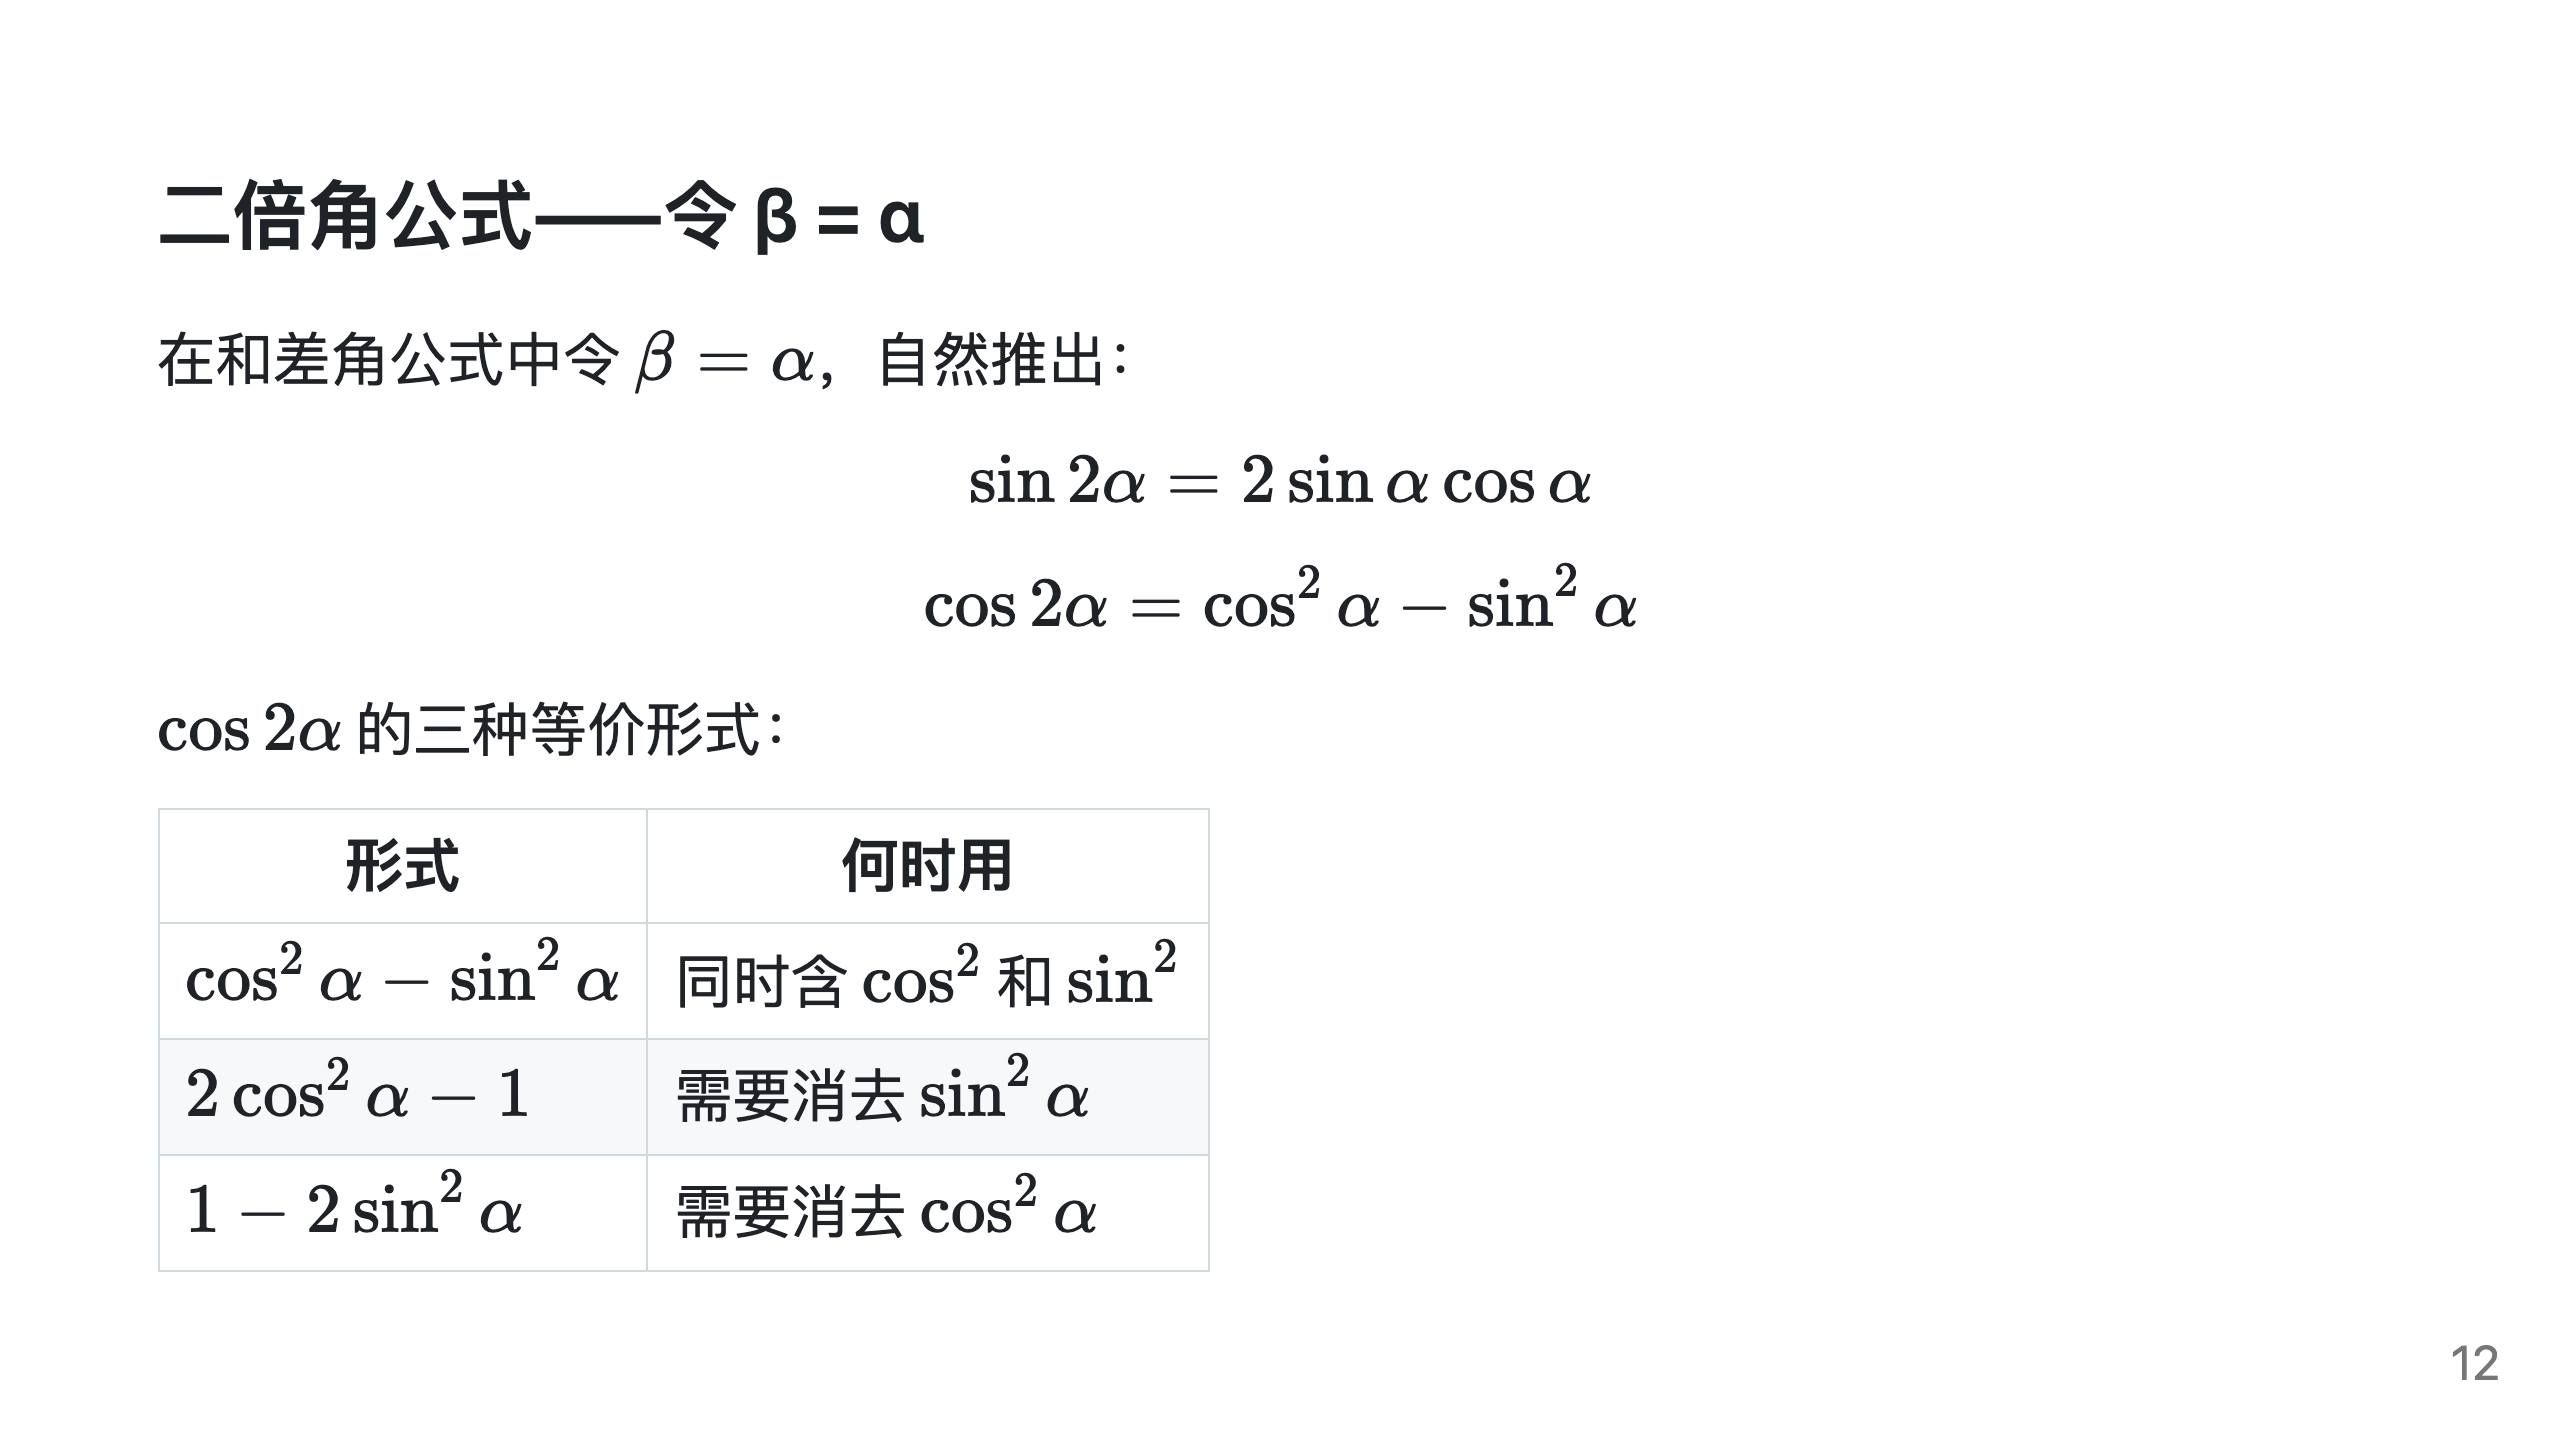 二倍角公式——令 β = α
在和差角公式中令 β = α，自然推出：
sin 2α = 2 sin α cos α
cos 2α = cos² α − sin² α
cos 2α 的三种等价形式：
形式 何时用
cos² α − sin² α 同时含 cos² 和 sin²
2 cos² α − 1 需要消去 sin² α
1 − 2 sin² α 需要消去 cos² α
12